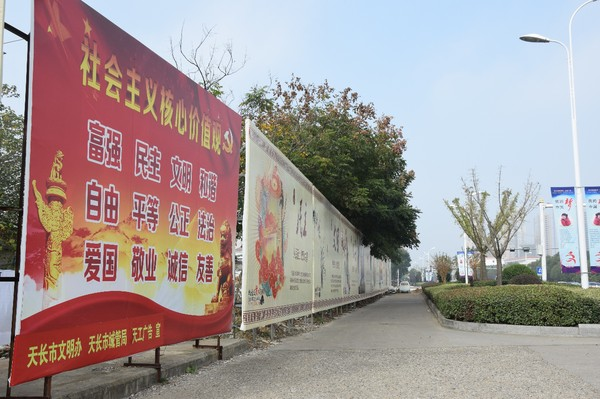 社会主义核心价值观
富强 民主 文明 和谐
自由 平等 公正 法治
爱国 敬业 诚信 友善
天长市文明办 天长市城管局 天工广告 宣